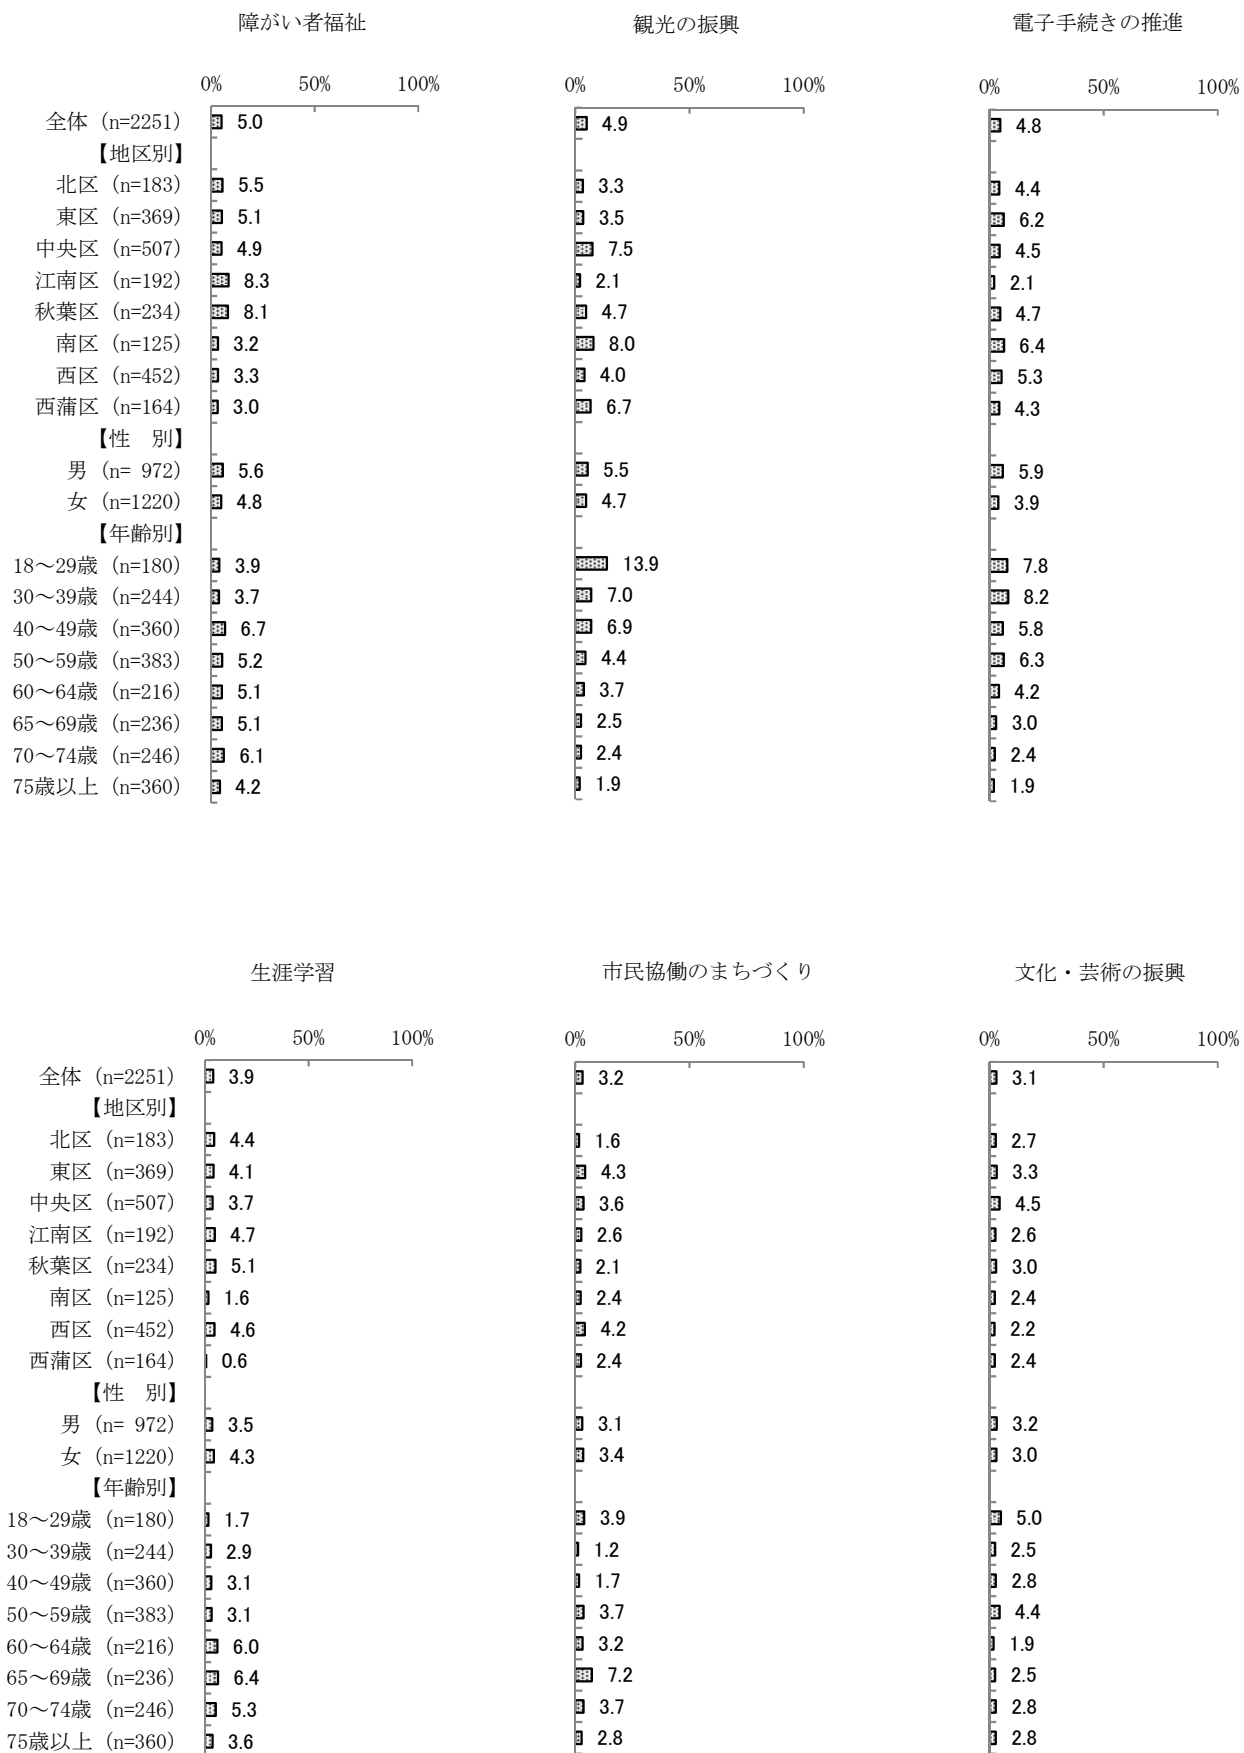 障がい者福祉 観光の振興 電子手続きの推進
0% 50% 100% 0% 50% 100% 0% 50% 100%
全体 (n=2251) 5.0 4.9 4.8
【地区別】
北区 (n=183) 5.5 3.3 4.4
東区 (n=369) 5.1 3.5 6.2
中央区 (n=507) 4.9 7.5 4.5
江南区 (n=192) 8.3 2.1 2.1
秋葉区 (n=234) 8.1 4.7 4.7
南区 (n=125) 3.2 8.0 6.4
西区 (n=452) 3.3 4.0 5.3
西蒲区 (n=164) 3.0 6.7 4.3
【性　別】
男 (n= 972) 5.6 5.5 5.9
女 (n=1220) 4.8 4.7 3.9
【年齢別】
18～29歳 (n=180) 3.9 13.9 7.8
30～39歳 (n=244) 3.7 7.0 8.2
40～49歳 (n=360) 6.7 6.9 5.8
50～59歳 (n=383) 5.2 4.4 6.3
60～64歳 (n=216) 5.1 3.7 4.2
65～69歳 (n=236) 5.1 2.5 3.0
70～74歳 (n=246) 6.1 2.4 2.4
75歳以上 (n=360) 4.2 1.9 1.9
生涯学習 市民協働のまちづくり 文化・芸術の振興
0% 50% 100% 0% 50% 100% 0% 50% 100%
全体 (n=2251) 3.9 3.2 3.1
【地区別】
北区 (n=183) 4.4 1.6 2.7
東区 (n=369) 4.1 4.3 3.3
中央区 (n=507) 3.7 3.6 4.5
江南区 (n=192) 4.7 2.6 2.6
秋葉区 (n=234) 5.1 2.1 3.0
南区 (n=125) 1.6 2.4 2.4
西区 (n=452) 4.6 4.2 2.2
西蒲区 (n=164) 0.6 2.4 2.4
【性　別】
男 (n= 972) 3.5 3.1 3.2
女 (n=1220) 4.3 3.4 3.0
【年齢別】
18～29歳 (n=180) 1.7 3.9 5.0
30～39歳 (n=244) 2.9 1.2 2.5
40～49歳 (n=360) 3.1 1.7 2.8
50～59歳 (n=383) 3.1 3.7 4.4
60～64歳 (n=216) 6.0 3.2 1.9
65～69歳 (n=236) 6.4 7.2 2.5
70～74歳 (n=246) 5.3 3.7 2.8
75歳以上 (n=360) 3.6 2.8 2.8